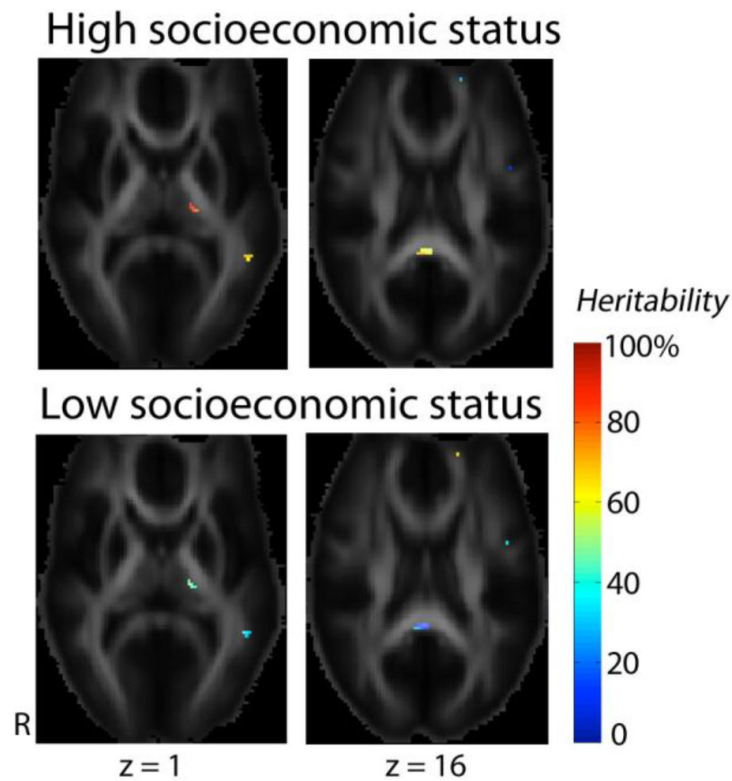 High socioeconomic status
Heritability
100%
80
60
40
20
0
Low socioeconomic status
R
z = 1
z = 16